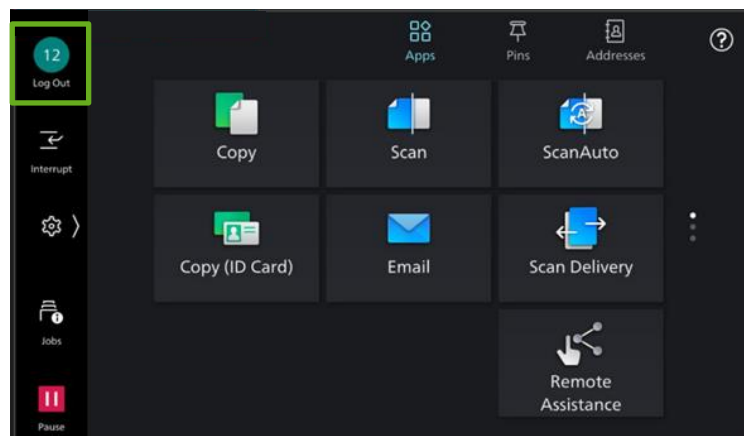 12
Log Out
Interrupt
Jobs
Pause
Apps
Pins
Addresses
?
Copy
Scan
A
ScanAuto
Copy (ID Card)
Email
Scan Delivery
Remote
Assistance